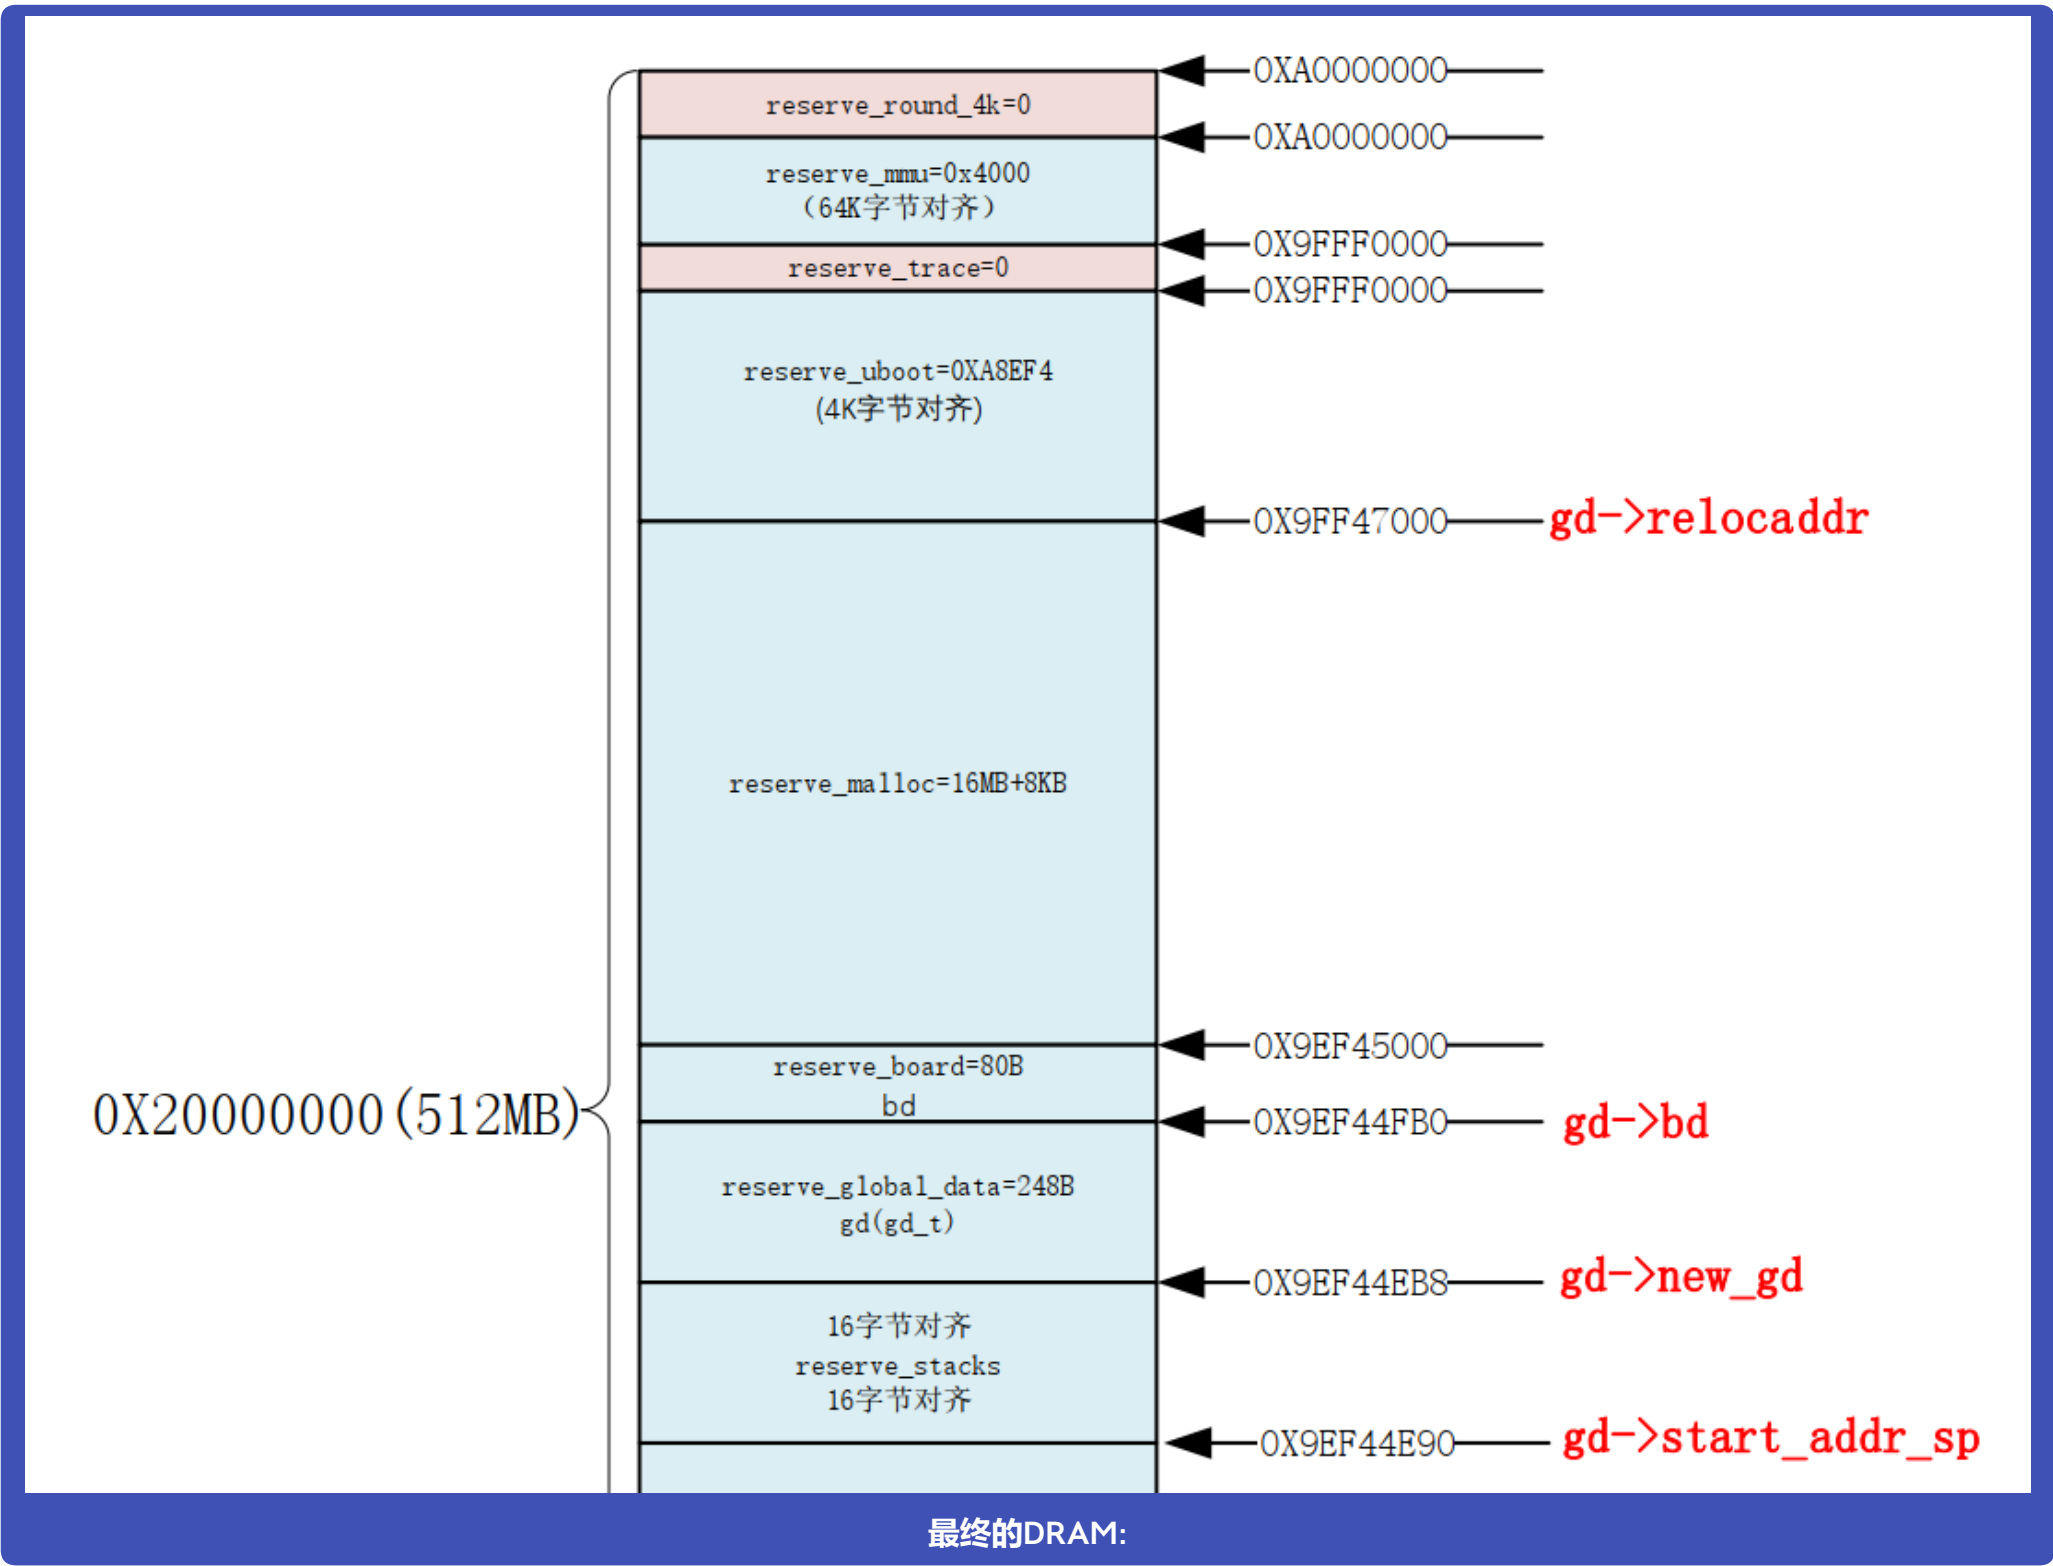 0XA0000000
reserve_round_4k=0
0XA0000000
reserve_mmu=0x4000
（64K字节对齐）
0X9FFF0000
reserve_trace=0
0X9FFF0000
reserve_uboot=0XA8EF4
(4K字节对齐)
0X9FF47000 gd->relocaddr
reserve_malloc=16MB+8KB
0X9EF45000
reserve_board=80B
bd
0X20000000(512MB)
0X9EF44FB0 gd->bd
reserve_global_data=248B
gd(gd_t)
0X9EF44EB8 gd->new_gd
16字节对齐
reserve_stacks
16字节对齐
0X9EF44E90 gd->start_addr_sp
最终的DRAM: